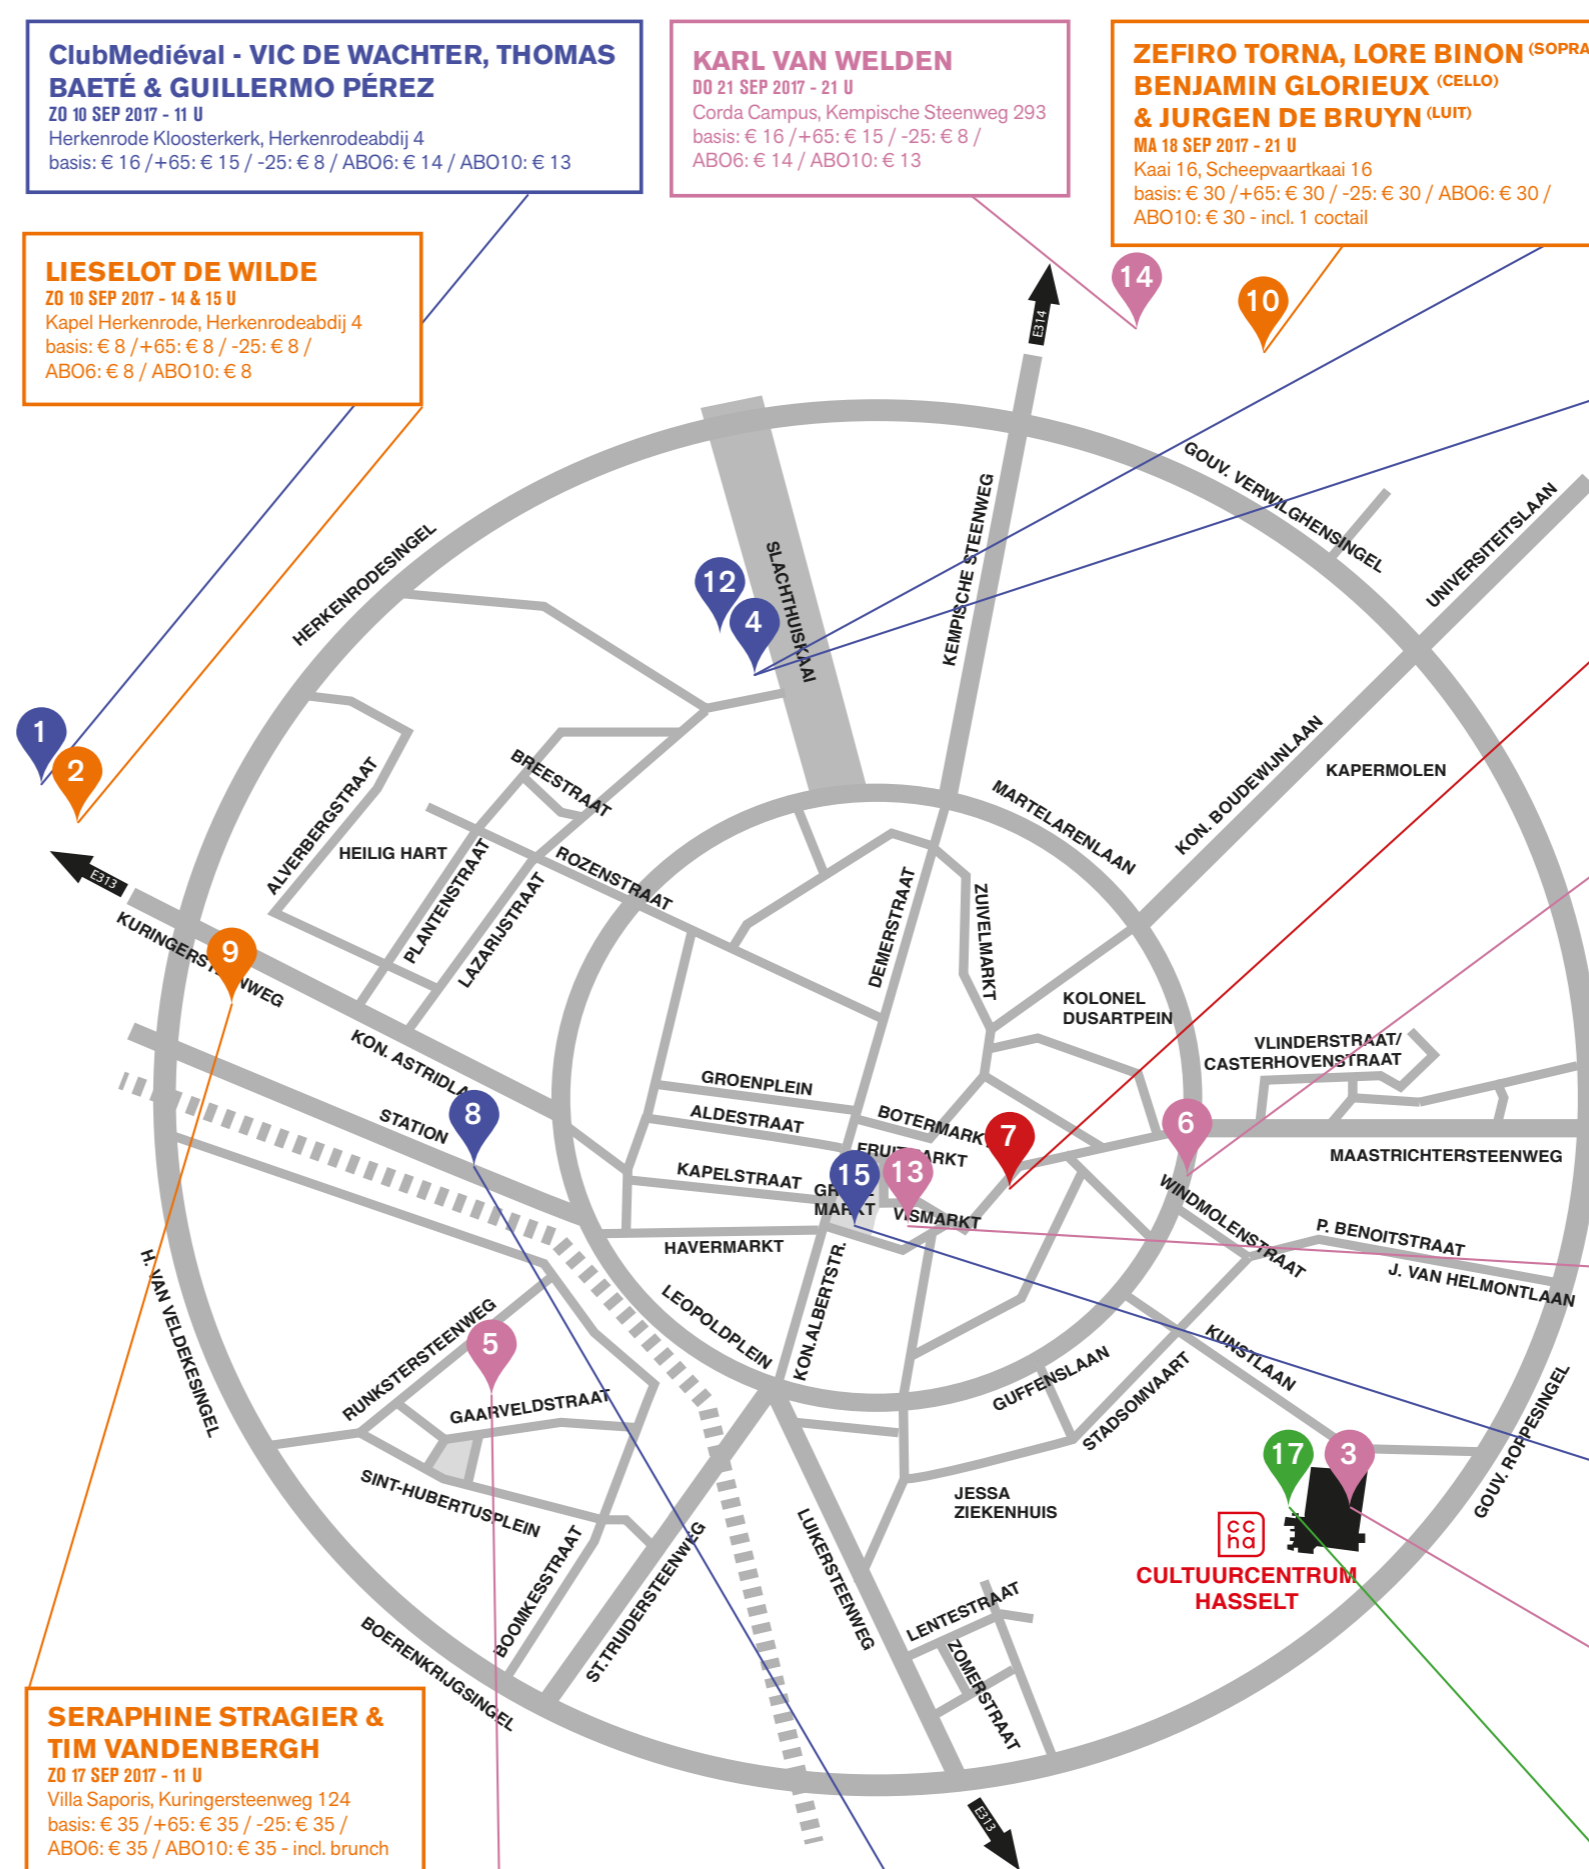 ClubMediéval - VIC DE WACHTER, THOMAS
BAETÉ & GUILLERMO PÉREZ
ZO 10 SEP 2017 - 11 U
Herkenrode Kloosterkerk, Herkenrodeabdij 4
basis: € 16 /+65: € 15 / -25: € 8 / ABO6: € 14 / ABO10: € 13
KARL VAN WELDEN
DO 21 SEP 2017 - 21 U
Corda Campus, Kempische Steenweg 293
basis: € 16 /+65: € 15 / -25: € 8 /
ABO6: € 14 / ABO10: € 13
ZEFIRO TORNA, LORE BINON (SOPRA
BENJAMIN GLORIEUX (CELLO)
& JURGEN DE BRUYN (LUIT)
MA 18 SEP 2017 - 21 U
Kaai 16, Scheepvaartkaai 16
basis: € 30 /+65: € 30 / -25: € 30 / ABO6: € 30 /
ABO10: € 30 - incl. 1 coctail
LIESELOT DE WILDE
ZO 10 SEP 2017 - 14 & 15 U
Kapel Herkenrode, Herkenrodeabdij 4
basis: € 8 /+65: € 8 / -25: € 8 /
ABO6: € 8 / ABO10: € 8
14
10
E314
GOUV. VERWILGHENSINGEL
UNIVERSITEITSLAAN
HERKENRODESINGEL
SLACHTHUISKAAI
KEMPISCHE STEENWEG
12
4
1
2
E313
KURINGERSTEENWEG
9
ALVERBERGSTRAAT
HEILIG HART
BREESTRAAT
PLANTENSTRAAT
LAZARIJSTRAAT
ROZENSTRAAT
MARTELARENLAAN
KON. BOUDEWIJNLAAN
KAPERMOLEN
DEMERSTRAAT
ZUIVELMARKT
KOLONEL
DUSARTPEIN
VLINDERSTRAAT/
CASTERHOVENSTRAAT
KON. ASTRIDLA
STATION
8
GROENPLEIN
ALDESTRAAT
KAPELSTRAAT
BOTERMARK
FRUITMARKT
7
6
15
13
GROTE
MARKT
VISMARKT
HAVERMARKT
MAASTRICHTERSTEENWEG
WINDMOLENSTRAAT
P. BENOITSTRAAT
J. VAN HELMONTLAAN
H. VAN VELDEKESINGEL
LEOPOLDPLEIN
KON.ALBERTSTR.
RUNKSTERSTEENWEG
5
GAARVELDSTRAAT
SINT-HUBERTUSPLEIN
GUFFENSLAAN
STADSOMVAART
KUNSTLAAN
GOUV. ROPPESINGEL
17
3
JESSA
ZIEKENHUIS
cc
ha
CULTUURCENTRUM
HASSELT
BOOMKESSTRAAT
ST.TRUIDERSTEENWEG
LUIKERSTEENWEG
LENTESTRAAT
ZOMERSTRAAT
BOERENKRIJGSINGEL
E313
SERAPHINE STRAGIER &
TIM VANDENBERGH
ZO 17 SEP 2017 - 11 U
Villa Saporis, Kuringersteenweg 124
basis: € 35 /+65: € 35 / -25: € 35 /
ABO6: € 35 / ABO10: € 35 - incl. brunch